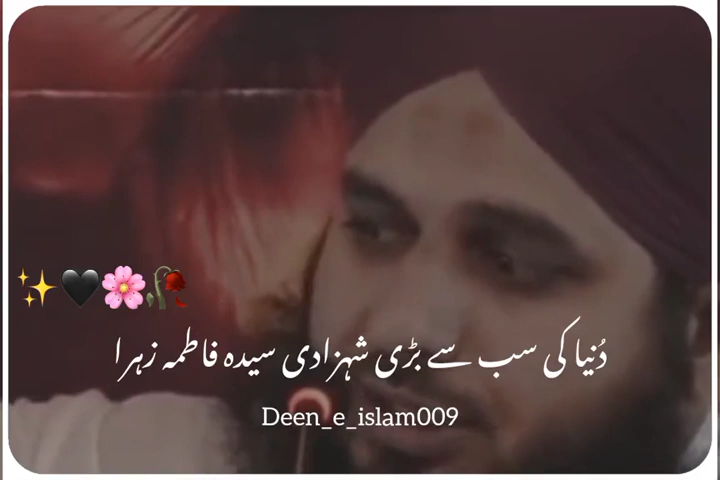 دُنیا کی سب سے بڑی شہزادی سیدہ فاطمہ زہرا
Deen_e_islam009